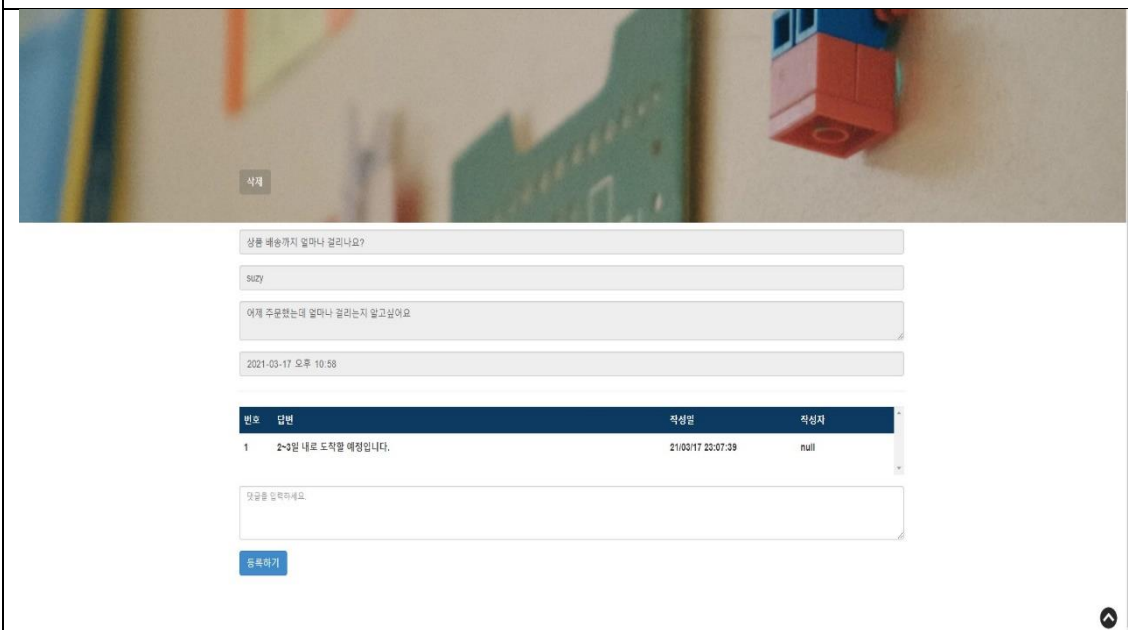 삭제
상품 배송까지 얼마나 걸리나요?
suzy
어제 주문했는데 얼마나 걸리는지 알고싶어요
2021-03-17 오후 10:58
번호 답변 작성일 작성자
1 2~3일 내로 도착할 예정입니다. 21/03/17 23:07:39 null
댓글을 입력하세요.
등록하기